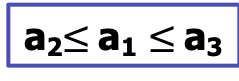 a₂≤ a₁ ≤ a₃